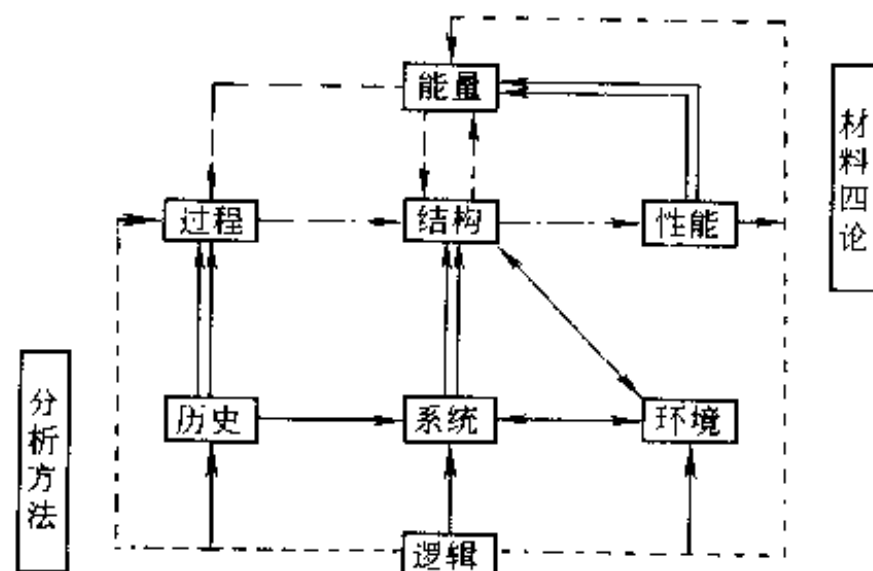 能量
材料四论
过程
结构
性能
分析方法
历史
系统
环境
逻辑